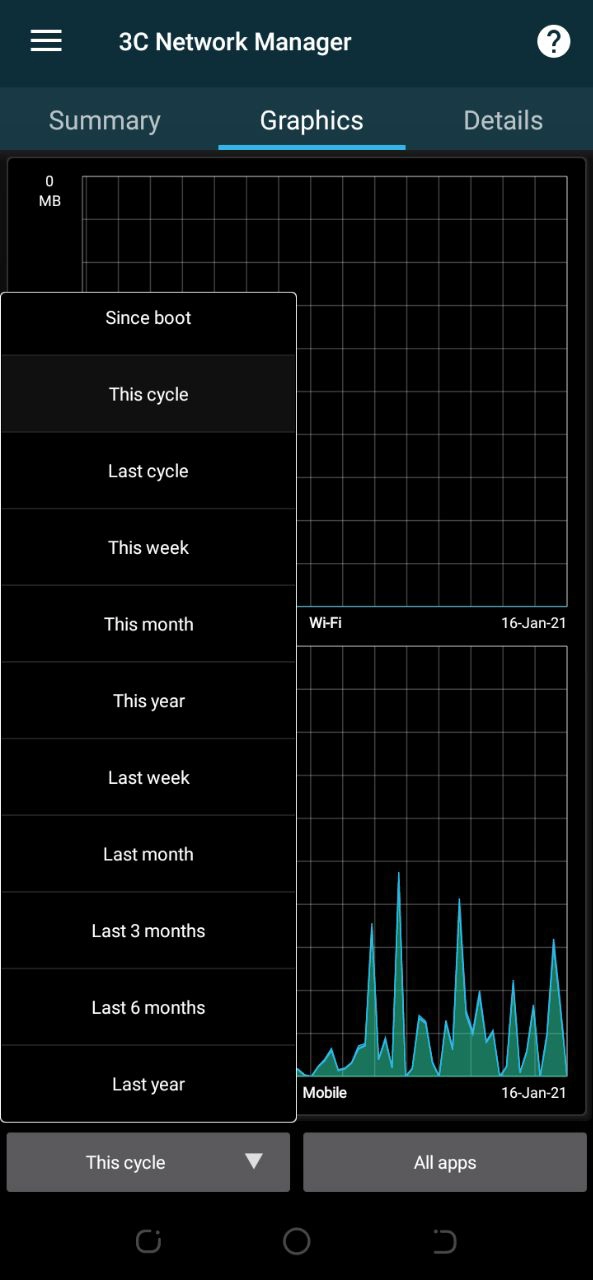 3C Network Manager
?
Summary
Graphics
Details
0
MB
Since boot
This cycle
Last cycle
This week
This month
This year
Last week
Last month
Last 3 months
Last 6 months
Last year
Wi-Fi
16-Jan-21
Mobile
16-Jan-21
This cycle
All apps